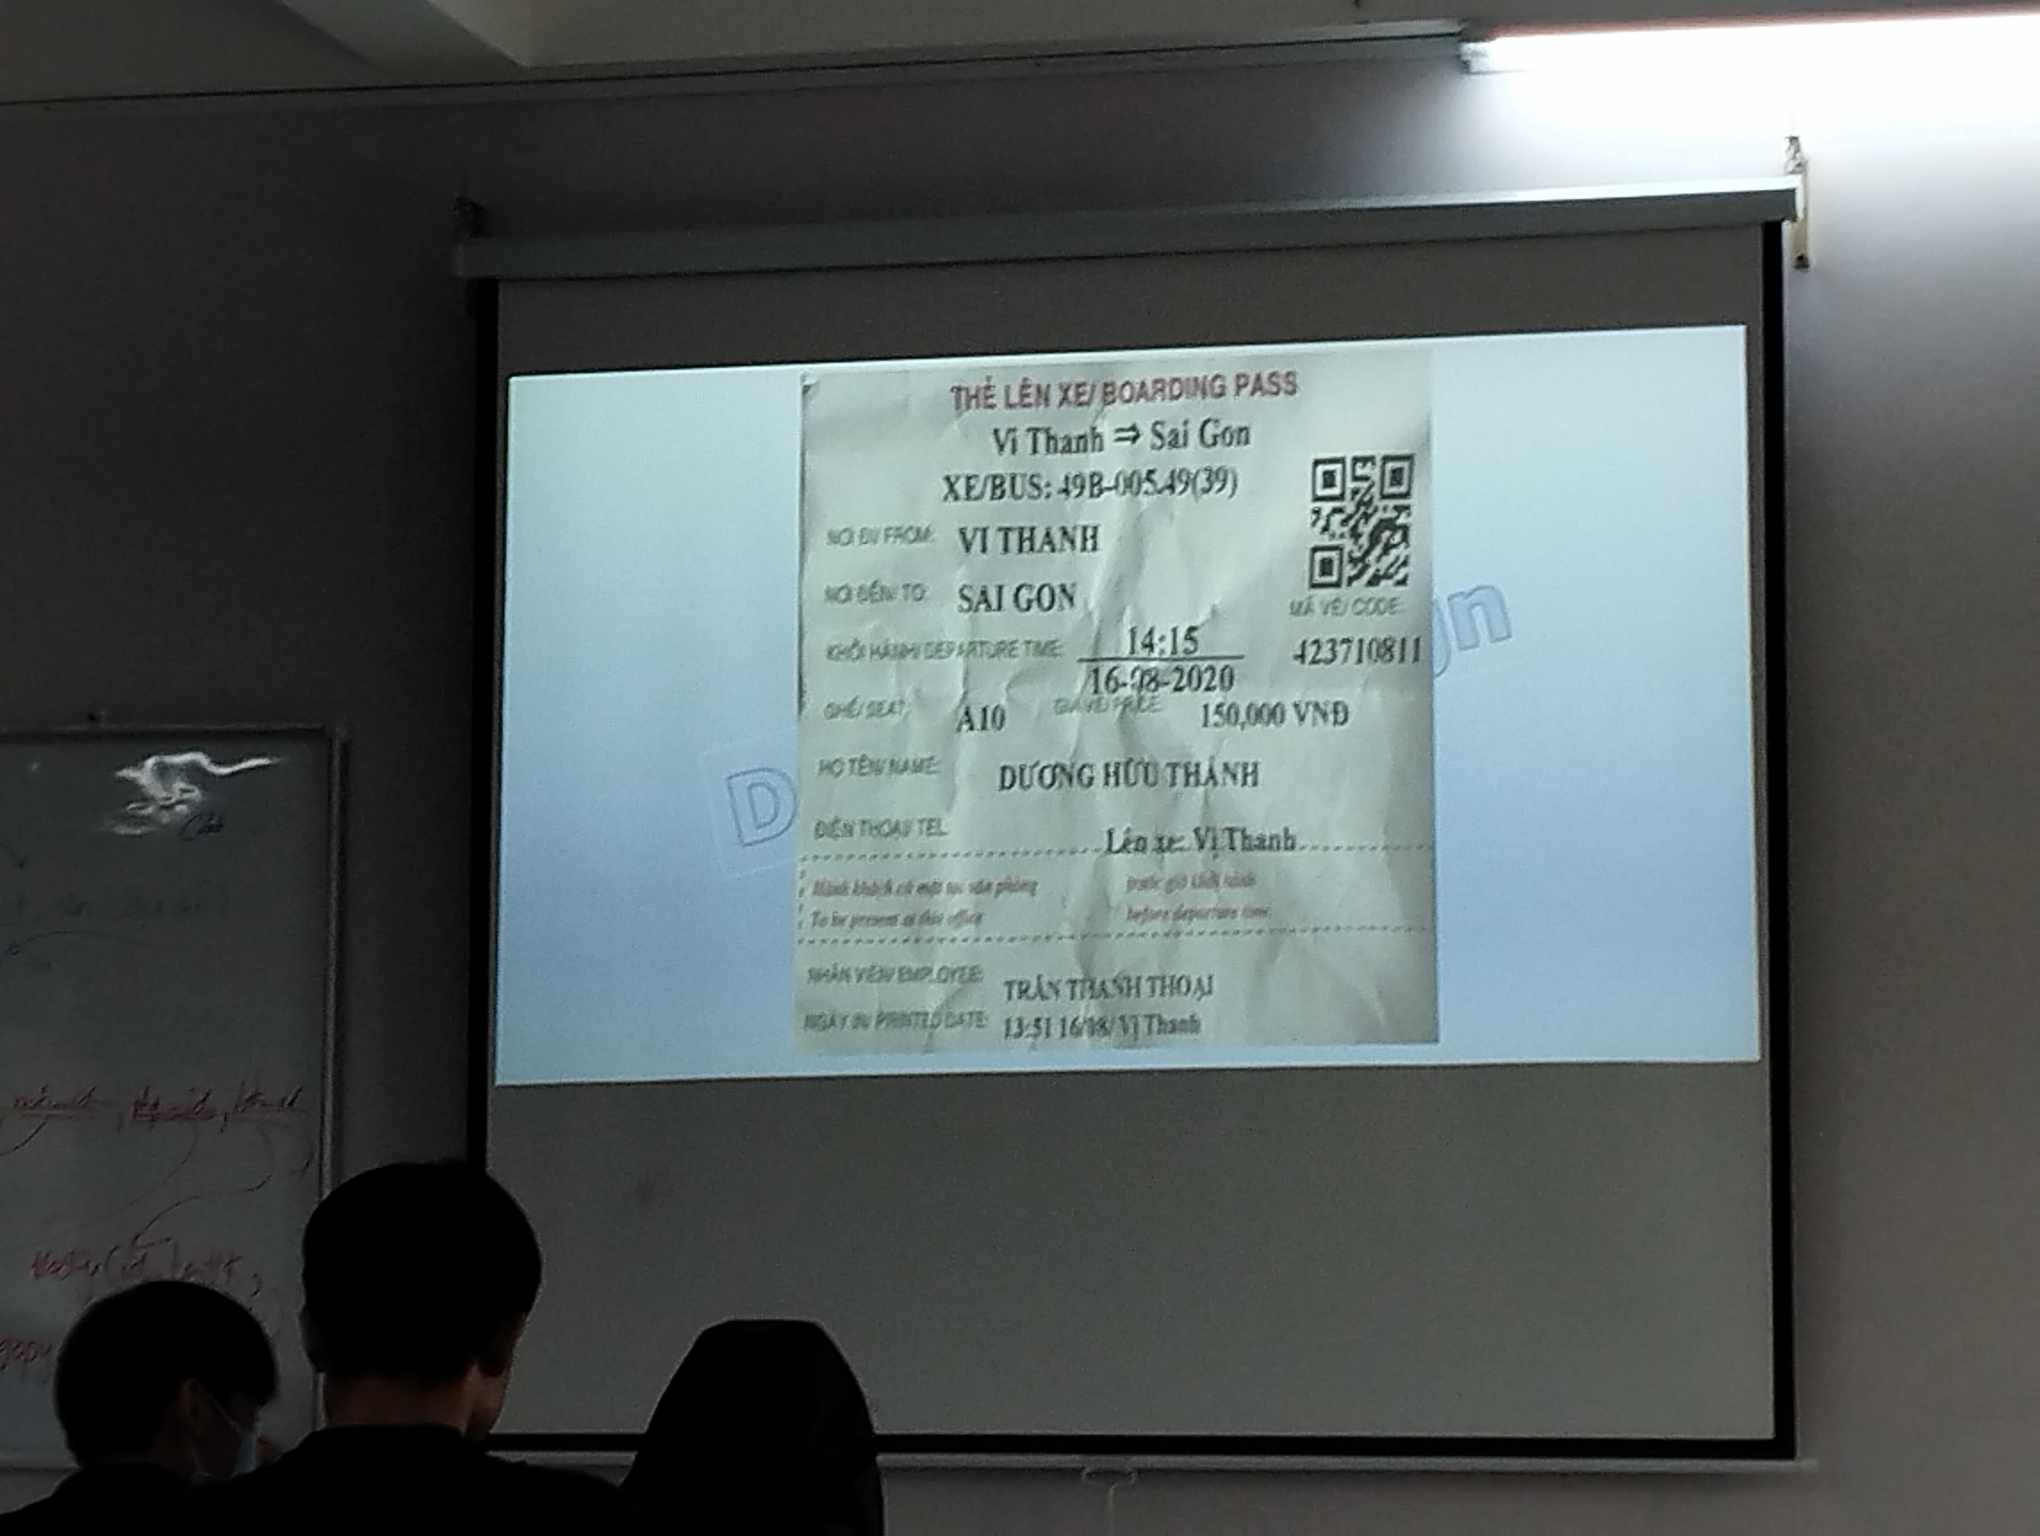 THẺ LÊN XE/ BOARDING PASS
Vi Thanh ⇒ Sai Gon
XE/BUS: 49B-005.49(39)
NƠI ĐI/ FROM: VI THANH
NƠI ĐẾN/ TO: SAI GON
MÃ VÉ/ CODE:
KHỞI HÀNH/ DEPARTURE TIME: 14:15
423710811
16-08-2020
GHẾ/ SEAT: A10 GIÁ VÉ/ PRICE: 150,000 VNĐ
HỌ TÊN/ NAME: DƯƠNG HỮU THÀNH
ĐIỆN THOẠI/ TEL
Lên xe: Vị Thanh
Hành khách có mặt tại văn phòng trước giờ khởi hành
To be present at this office before departure time
NHÂN VIÊN/ EMPLOYEE: TRẦN THANH THOẠI
NGÀY IN/ PRINTED DATE: 13:51 16/08/ Vị Thanh